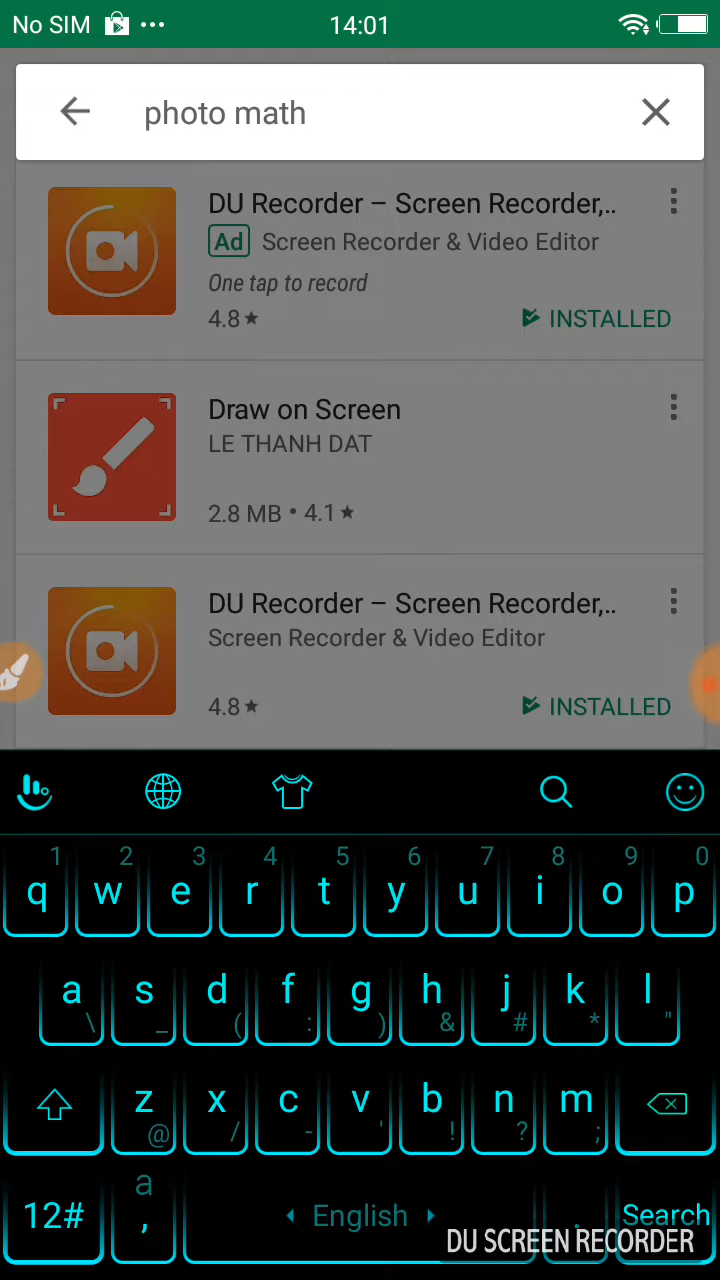 No SIM 14:01
photo math
DU Recorder – Screen Recorder,..
Ad Screen Recorder & Video Editor
One tap to record
4.8★ INSTALLED
Draw on Screen
LE THANH DAT
2.8 MB • 4.1★
DU Recorder – Screen Recorder,..
Screen Recorder & Video Editor
4.8★ INSTALLED
1 2 3 4 5 6 7 8 9 0
q w e r t y u i o p
a s d f g h j k l
\ _ ( : ) & # * "
z x c v b n m
@ / - ' ! ? ;
a
12# , English . Search
DU SCREEN RECORDER